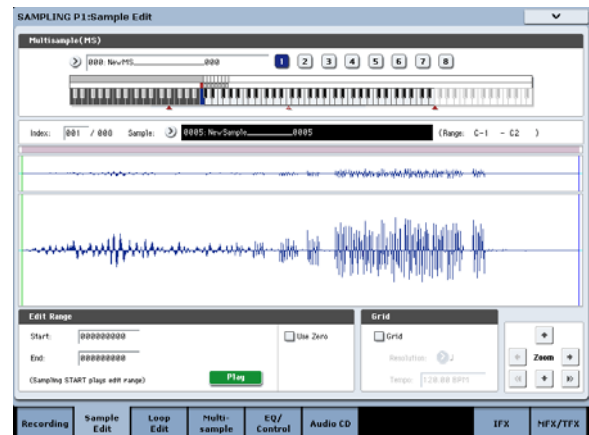 SAMPLING P1:Sample Edit
Multisample(MS)
000: NewMS_____________000
1 2 3 4 5 6 7 8
Index: 001 / 000 Sample: 0005: NewSample_________0005 (Range: C-1 - C2 )
Edit Range
Start: 000000000
End: 000000000
(Sampling START plays edit range)
Play
Use Zero
Grid
Grid
Resolution:
Tempo: 120.00 BPM
Zoom
Recording
Sample Edit
Loop Edit
Multi-sample
EQ/Control
Audio CD
IFX
MFX/TFX